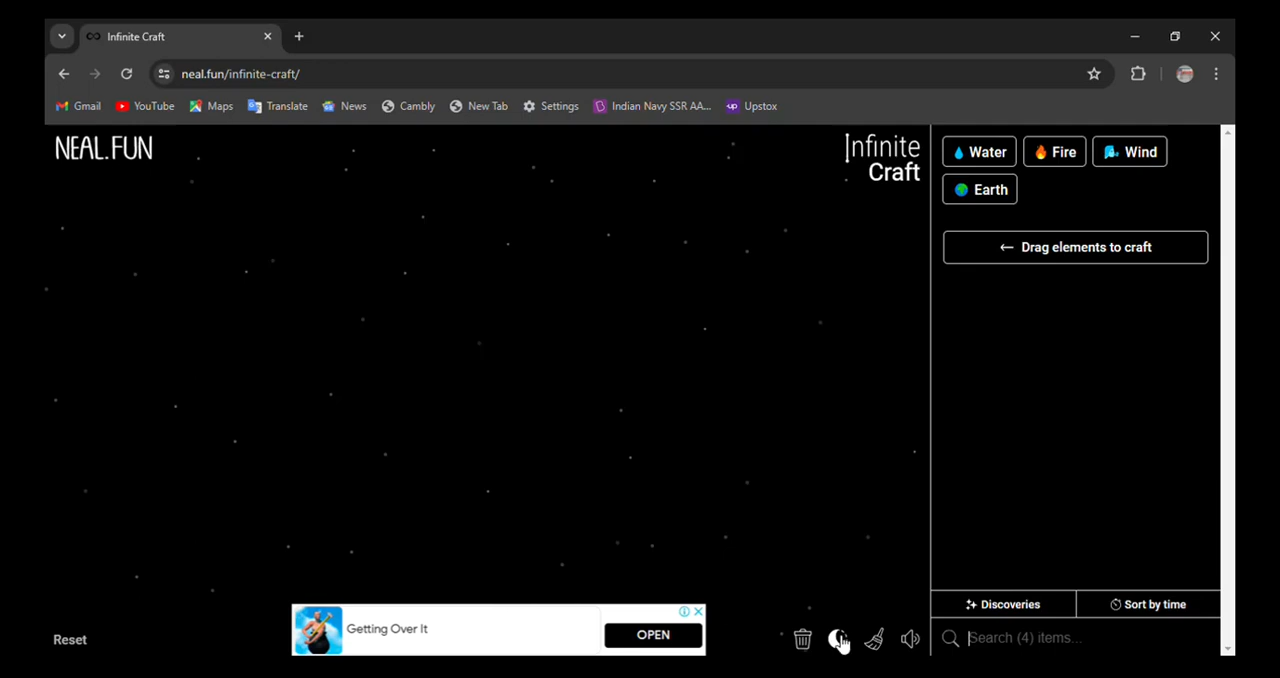 Infinite Craft
neal.fun/infinite-craft/
Gmail YouTube Maps Translate News Cambly New Tab Settings Indian Navy SSR AA... Upstox
NEAL.FUN
Infinite
Craft
Water Fire Wind
Earth
← Drag elements to craft
Getting Over It
OPEN
Reset
Discoveries Sort by time
Search (4) items...